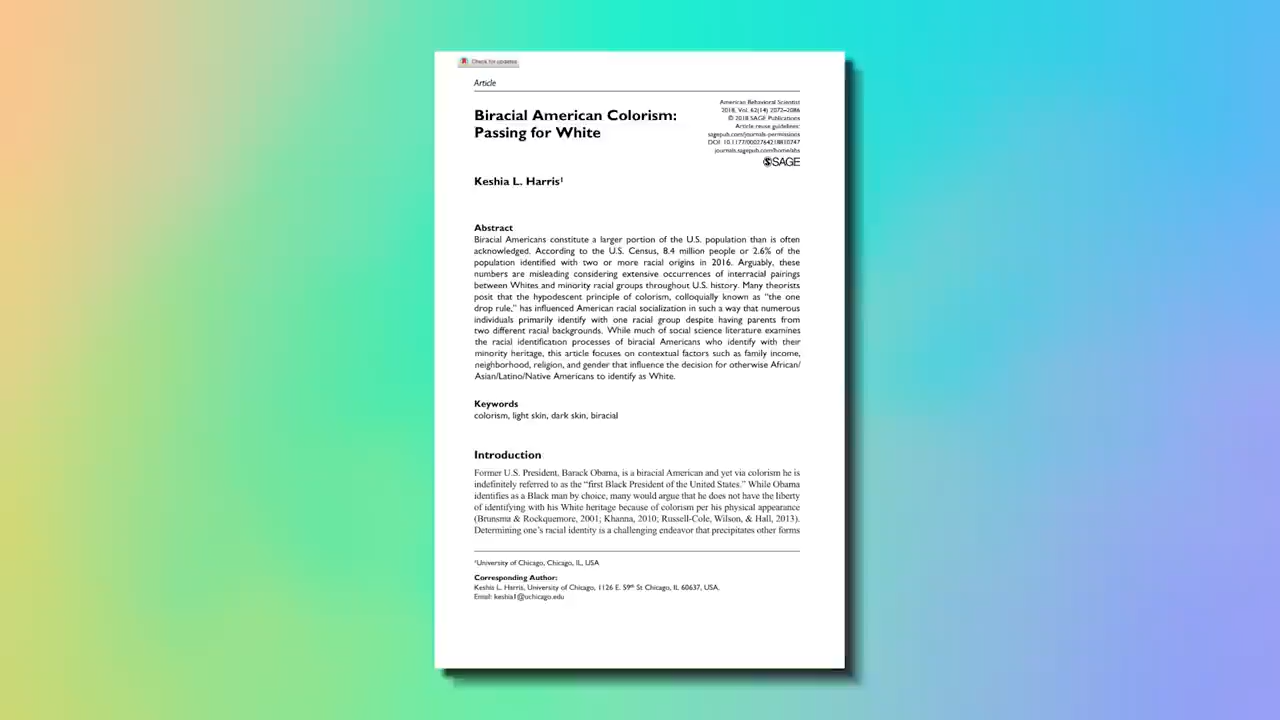 Check for updates
Article
Biracial American Colorism:
Passing for White
American Behavioral Scientist
2018, Vol. 62(14) 2072–2086
© 2018 SAGE Publications
Article reuse guidelines:
sagepub.com/journals-permissions
DOI: 10.1177/0002764218810747
journals.sagepub.com/home/abs
SAGE
Keshia L. Harris¹
Abstract
Biracial Americans constitute a larger portion of the U.S. population than is often
acknowledged. According to the U.S. Census, 8.4 million people or 2.6% of the
population identified with two or more racial origins in 2016. Arguably, these
numbers are misleading considering extensive occurrences of interracial pairings
between Whites and minority racial groups throughout U.S. history. Many theorists
posit that the hypodescent principle of colorism, colloquially known as “the one
drop rule,” has influenced American racial socialization in such a way that numerous
individuals primarily identify with one racial group despite having parents from
two different racial backgrounds. While much of social science literature examines
the racial identification processes of biracial Americans who identify with their
minority heritage, this article focuses on contextual factors such as family income,
neighborhood, religion, and gender that influence the decision for otherwise African/
Asian/Latino/Native Americans to identify as White.
Keywords
colorism, light skin, dark skin, biracial
Introduction
Former U.S. President, Barack Obama, is a biracial American and yet via colorism he is
indefinitely referred to as the “first Black President of the United States.” While Obama
identifies as a Black man by choice, many would argue that he does not have the liberty
of identifying with his White heritage because of colorism per his physical appearance
(Brunsma & Rockquemore, 2001; Khanna, 2010; Russell-Cole, Wilson, & Hall, 2013).
Determining one’s racial identity is a challenging endeavor that precipitates other forms
¹University of Chicago, Chicago, IL, USA
Corresponding Author:
Keshia L. Harris, University of Chicago, 1126 E. 59th St Chicago, IL 60637, USA.
Email: keshia1@uchicago.edu